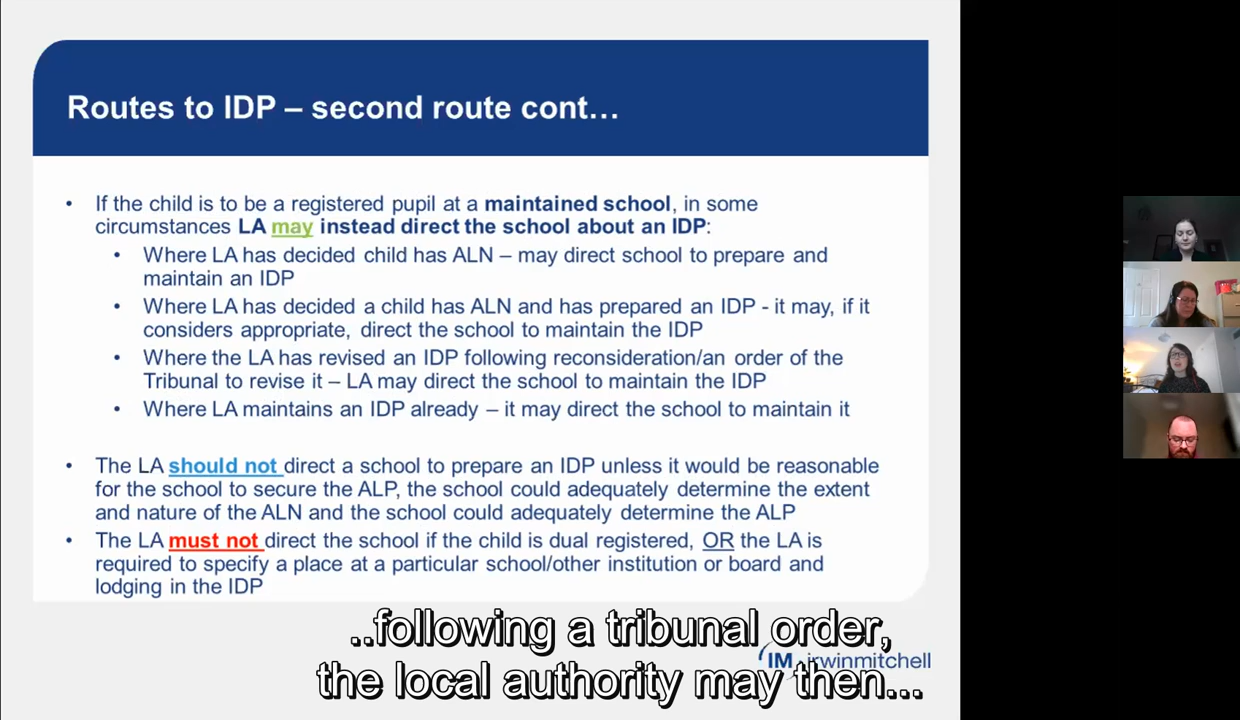 Routes to IDP – second route cont…
• If the child is to be a registered pupil at a maintained school, in some
circumstances LA may instead direct the school about an IDP:
• Where LA has decided child has ALN – may direct school to prepare and
maintain an IDP
• Where LA has decided a child has ALN and has prepared an IDP - it may, if it
considers appropriate, direct the school to maintain the IDP
• Where the LA has revised an IDP following reconsideration/an order of the
Tribunal to revise it – LA may direct the school to maintain the IDP
• Where LA maintains an IDP already – it may direct the school to maintain it
• The LA should not direct a school to prepare an IDP unless it would be reasonable
for the school to secure the ALP, the school could adequately determine the extent
and nature of the ALN and the school could adequately determine the ALP
• The LA must not direct the school if the child is dual registered, OR the LA is
required to specify a place at a particular school/other institution or board and
lodging in the IDP
..following a tribunal order,
IM irwinmitchell
the local authority may then...